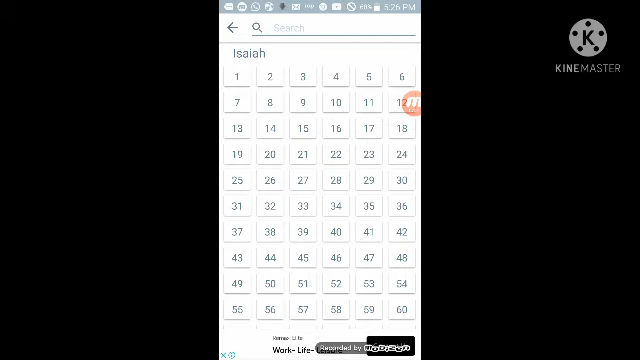 68% 5:26 PM
Search
Isaiah
1 2 3 4 5 6
7 8 9 10 11 12
13 14 15 16 17 18
19 20 21 22 23 24
25 26 27 28 29 30
31 32 33 34 35 36
37 38 39 40 41 42
43 44 45 46 47 48
49 50 51 52 53 54
55 56 57 58 59 60
Work- Life-
Recorded by
K
KINEMASTER